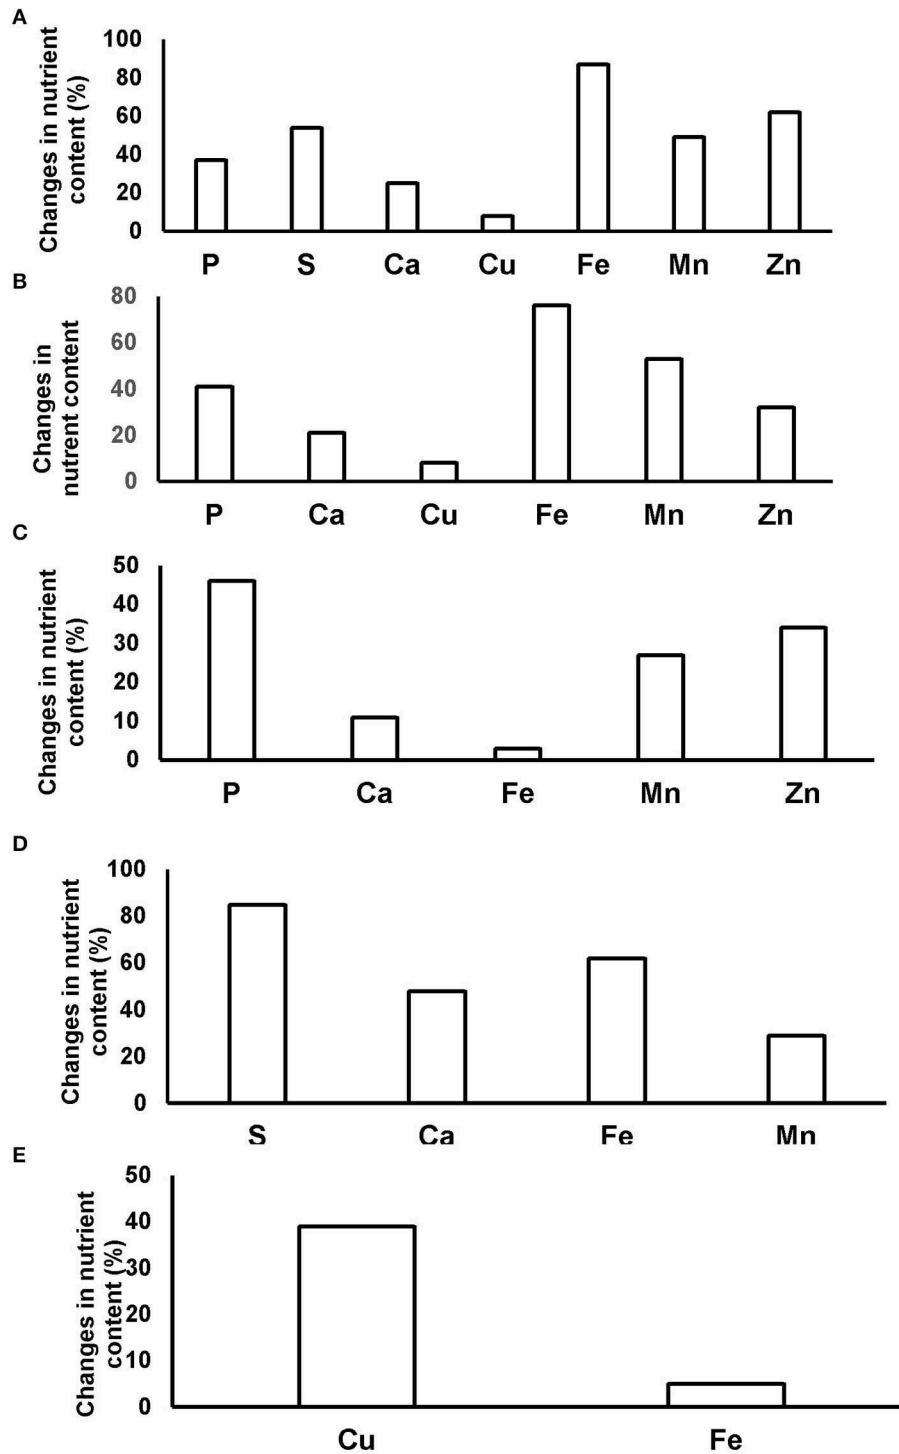 A
Changes in nutrient
content (%)
100
80
60
40
20
0
P S Ca Cu Fe Mn Zn
B
Changes in
nutrent content
80
60
40
20
0
P Ca Cu Fe Mn Zn
C
Changes in nutrient
content (%)
50
40
30
20
10
0
P Ca Fe Mn Zn
D
Changes in nutrient
content (%)
100
80
60
40
20
0
S Ca Fe Mn
E
Changes in nutrient
content (%)
50
40
30
20
10
0
Cu Fe